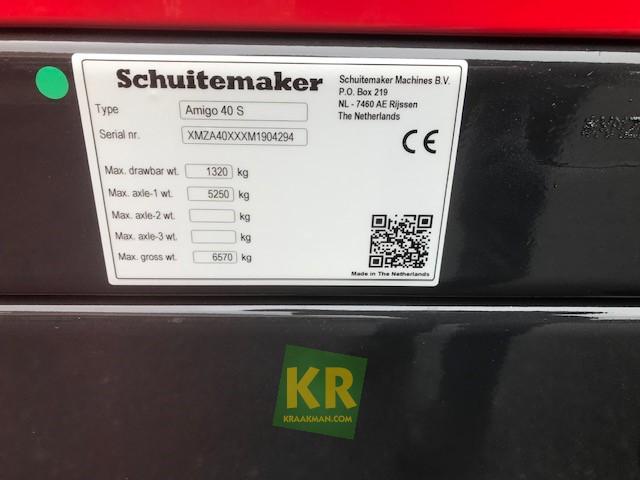 Schuitemaker
Schuitemaker Machines B.V.
P.O. Box 219
NL - 7460 AE Rijssen
The Netherlands
Type Amigo 40 S
Serial nr. XMZA40XXXM1904294
CE
Max. drawbar wt. 1320 kg
Max. axle-1 wt. 5250 kg
Max. axle-2 wt. kg
Max. axle-3 wt. kg
Max. gross wt. 6570 kg
Made in The Netherlands
KR
KRAAKMAN.COM